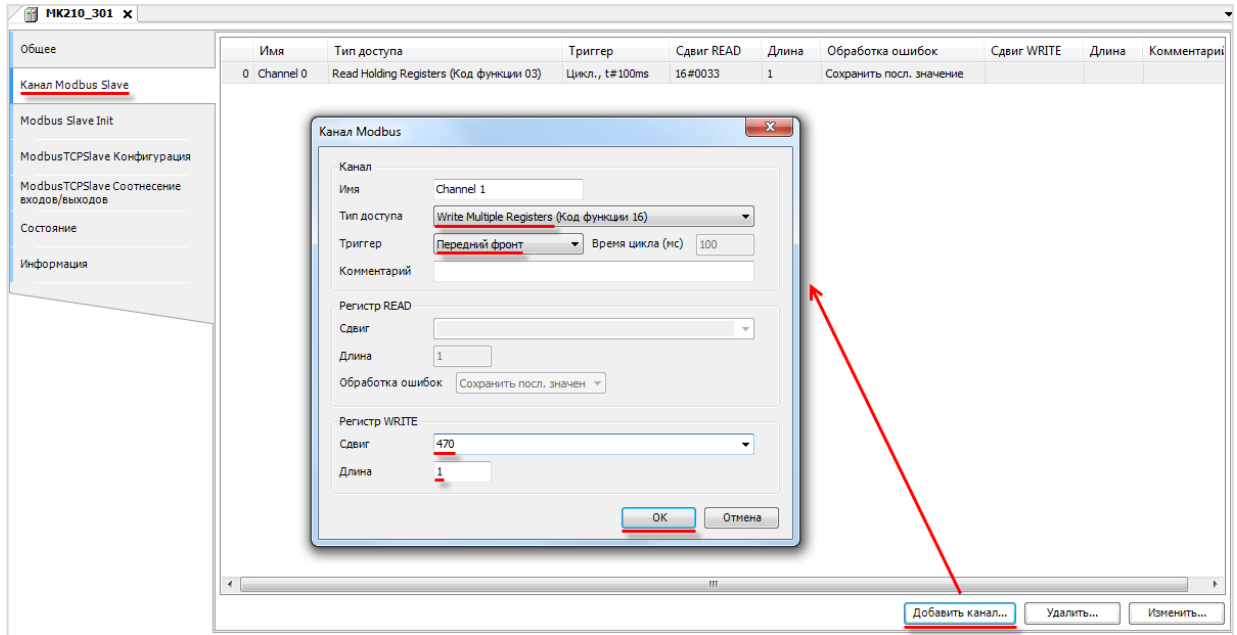 MK210_301 x
Общее
Канал Modbus Slave
Modbus Slave Init
ModbusTCPSlave Конфигурация
ModbusTCPSlave Соотнесение
входов/выходов
Состояние
Информация
Имя Тип доступа Триггер Сдвиг READ Длина Обработка ошибок Сдвиг WRITE Длина Комментарий
0 Channel 0 Read Holding Registers (Код функции 03) Цикл., t#100ms 16#0033 1 Сохранить посл. значение
Канал Modbus
Канал
Имя Channel 1
Тип доступа Write Multiple Registers (Код функции 16)
Триггер Передний фронт Время цикла (мс) 100
Комментарий
Регистр READ
Сдвиг
Длина 1
Обработка ошибок Сохранить посл. значен
Регистр WRITE
Сдвиг 470
Длина 1
OK Отмена
Добавить канал... Удалить... Изменить...